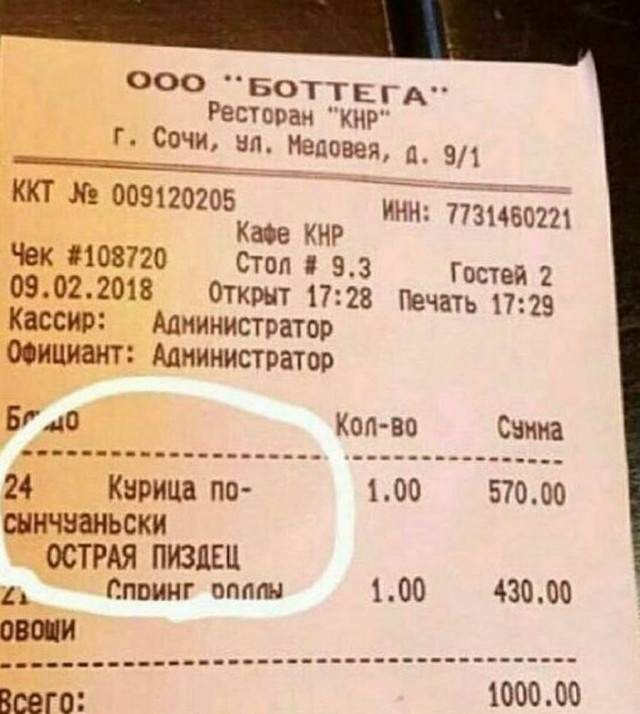 ООО "БОТТЕГА"
Ресторан "КНР"
г. Сочи, ул. Медовея, д. 9/1
ККТ № 009120205 ИНН: 7731460221
Кафе КНР
Чек #108720 Стол # 9.3 Гостей 2
09.02.2018 Открыт 17:28 Печать 17:29
Кассир: Администратор
Официант: Администратор
Блюдо Кол-во Сумма
24 Курица по- 1.00 570.00
сынчуаньски
ОСТРАЯ ПИЗДЕЦ
21 Спринг роллы 1.00 430.00
овощи
Всего: 1000.00